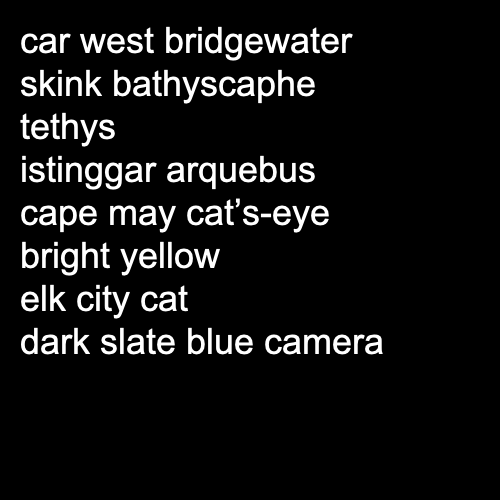 car west bridgewater
skink bathyscaphe
tethys
istinggar arquebus
cape may cat’s-eye
bright yellow
elk city cat
dark slate blue camera